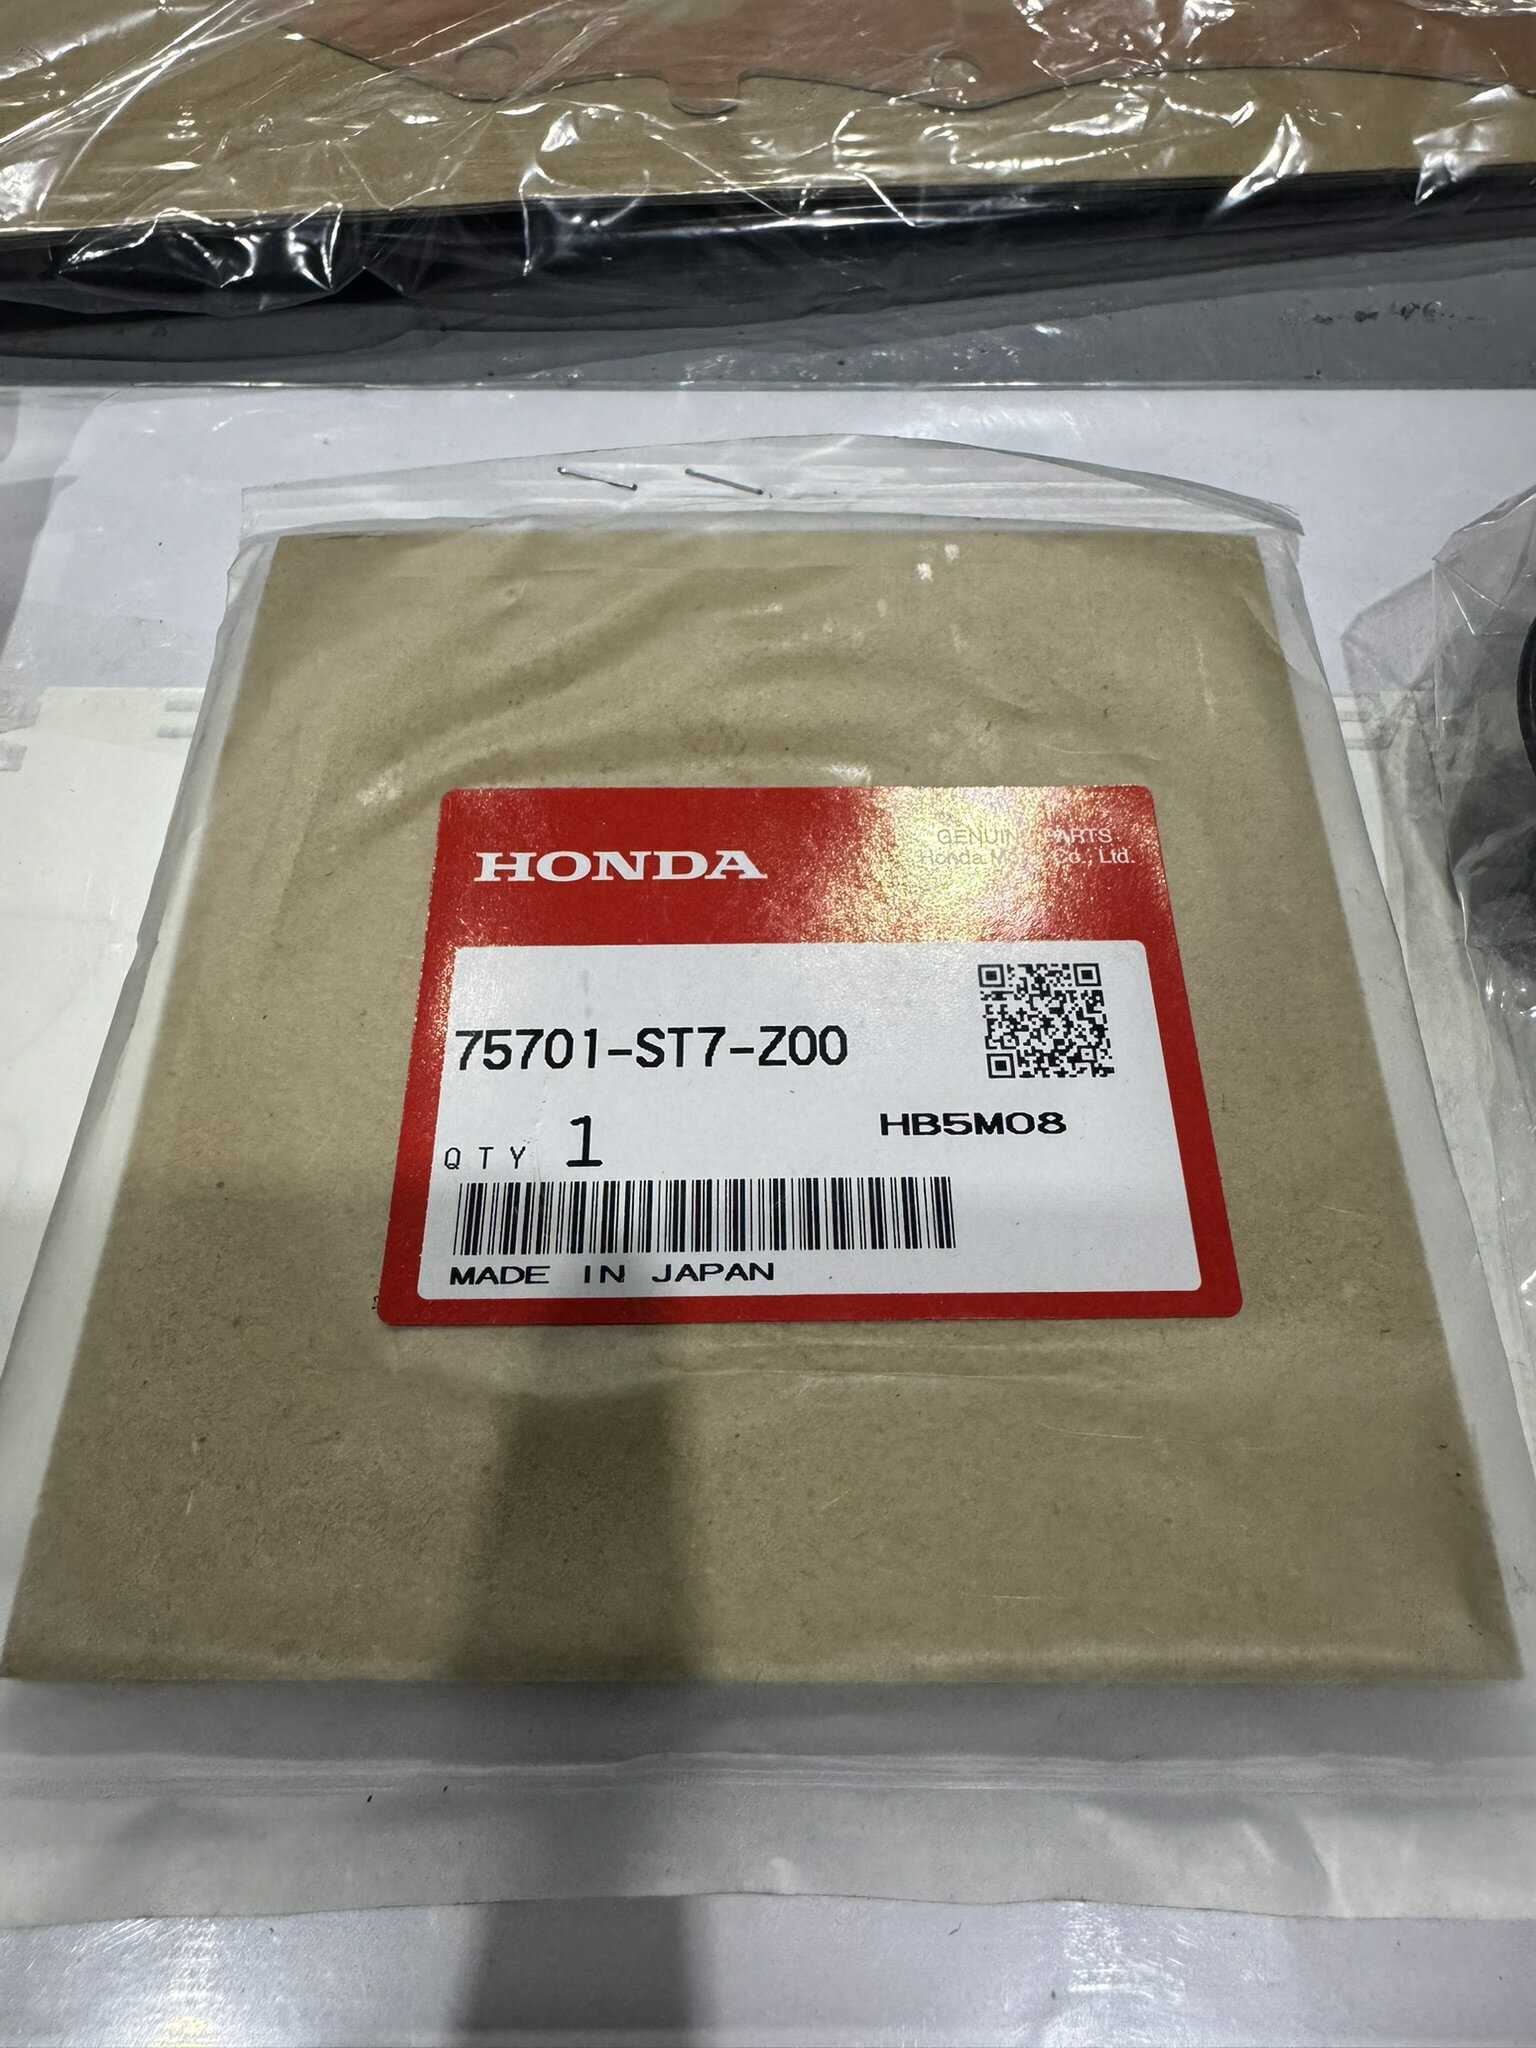 HONDA
GENUINE PARTS
Honda Motor Co., Ltd.
75701-ST7-Z00
HB5M08
QTY 1
MADE IN JAPAN